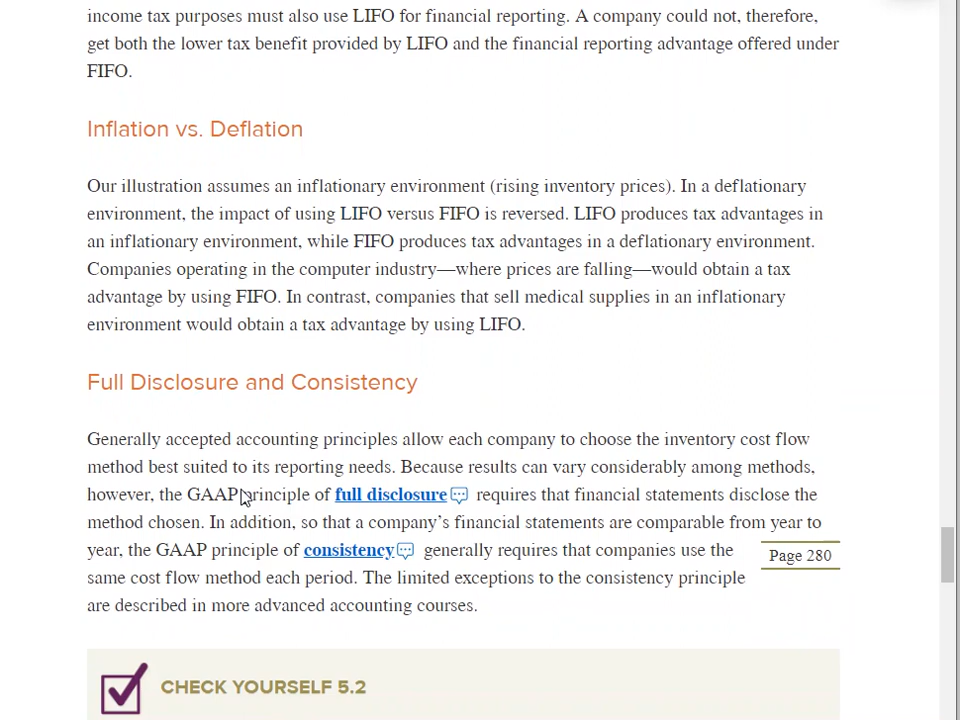 income tax purposes must also use LIFO for financial reporting. A company could not, therefore,
get both the lower tax benefit provided by LIFO and the financial reporting advantage offered under
FIFO.
Inflation vs. Deflation
Our illustration assumes an inflationary environment (rising inventory prices). In a deflationary
environment, the impact of using LIFO versus FIFO is reversed. LIFO produces tax advantages in
an inflationary environment, while FIFO produces tax advantages in a deflationary environment.
Companies operating in the computer industry—where prices are falling—would obtain a tax
advantage by using FIFO. In contrast, companies that sell medical supplies in an inflationary
environment would obtain a tax advantage by using LIFO.
Full Disclosure and Consistency
Generally accepted accounting principles allow each company to choose the inventory cost flow
method best suited to its reporting needs. Because results can vary considerably among methods,
however, the GAAP principle of full disclosure requires that financial statements disclose the
method chosen. In addition, so that a company's financial statements are comparable from year to
year, the GAAP principle of consistency generally requires that companies use the
Page 280
same cost flow method each period. The limited exceptions to the consistency principle
are described in more advanced accounting courses.
CHECK YOURSELF 5.2